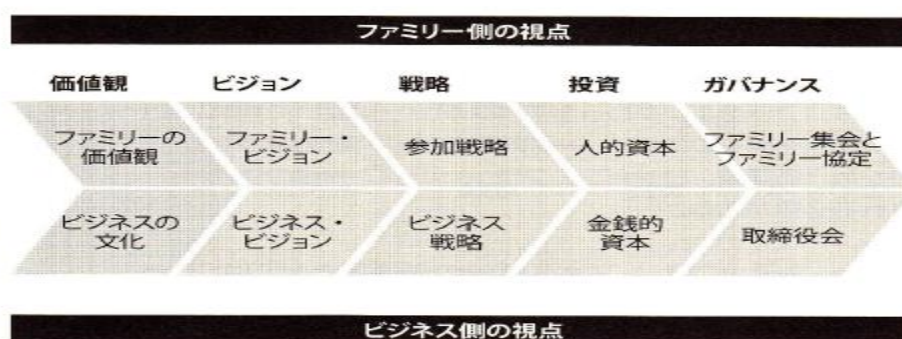 ファミリー側の視点
価値観 ビジョン 戦略 投資 ガバナンス
ファミリーの
価値観
ファミリー・
ビジョン
参加戦略
人的資本
ファミリー集会と
ファミリー協定
ビジネスの
文化
ビジネス・
ビジョン
ビジネス
戦略
金銭的
資本
取締役会
ビジネス側の視点